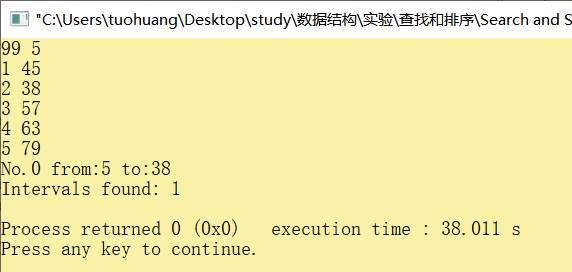 "C:\Users\tuohuang\Desktop\study\数据结构\实验\查找和排序\Search and S
99 5
1 45
2 38
3 57
4 63
5 79
No.0 from:5 to:38
Intervals found: 1
Process returned 0 (0x0)   execution time : 38.011 s
Press any key to continue.